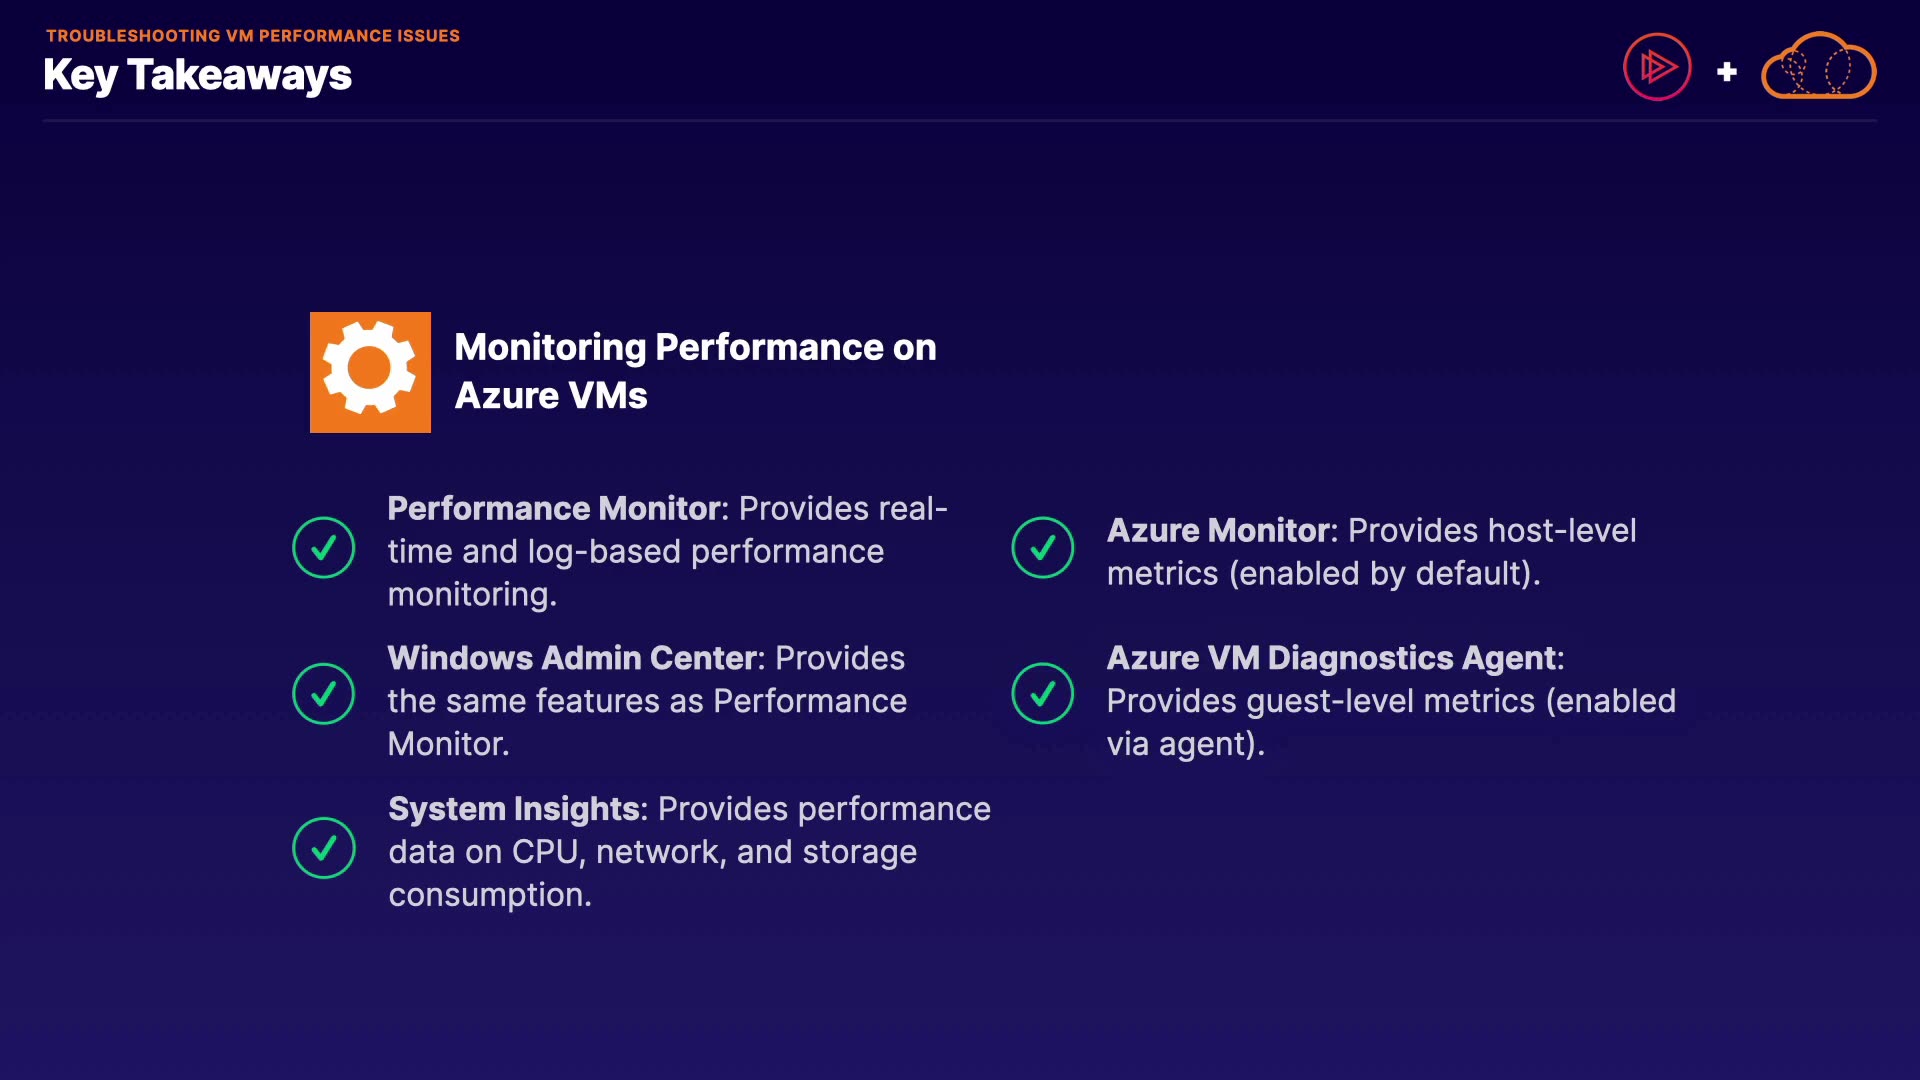 TROUBLESHOOTING VM PERFORMANCE ISSUES
Key Takeaways
Monitoring Performance on
Azure VMs
Performance Monitor: Provides real-
time and log-based performance
monitoring.
Windows Admin Center: Provides
the same features as Performance
Monitor.
System Insights: Provides performance
data on CPU, network, and storage
consumption.
Azure Monitor: Provides host-level
metrics (enabled by default).
Azure VM Diagnostics Agent:
Provides guest-level metrics (enabled
via agent).